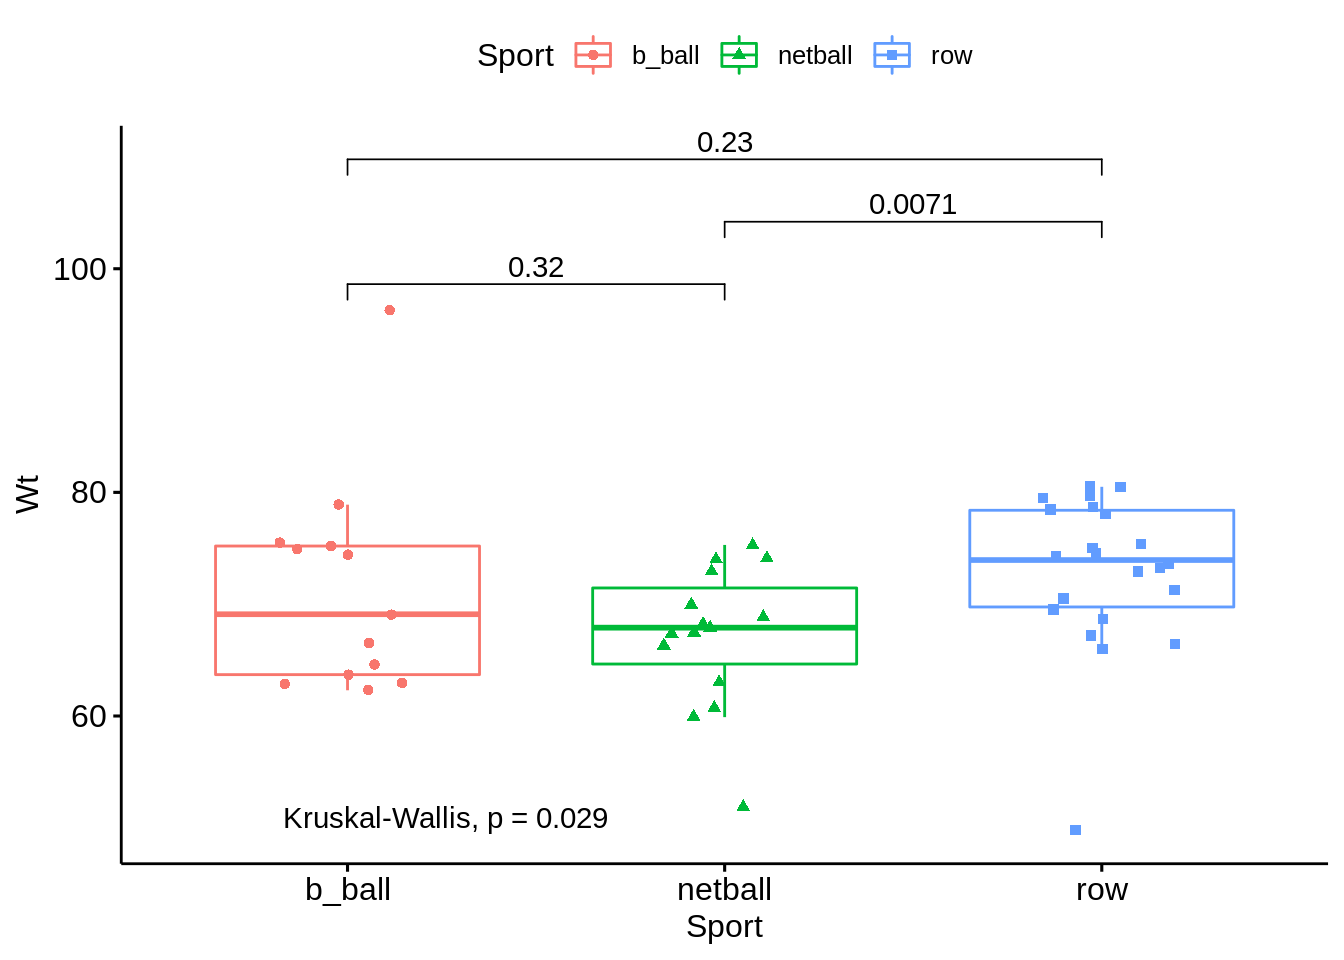 Sport b_ball netball row
0.23
0.0071
0.32
100
80
60
Wt
Kruskal-Wallis, p = 0.029
b_ball netball row
Sport